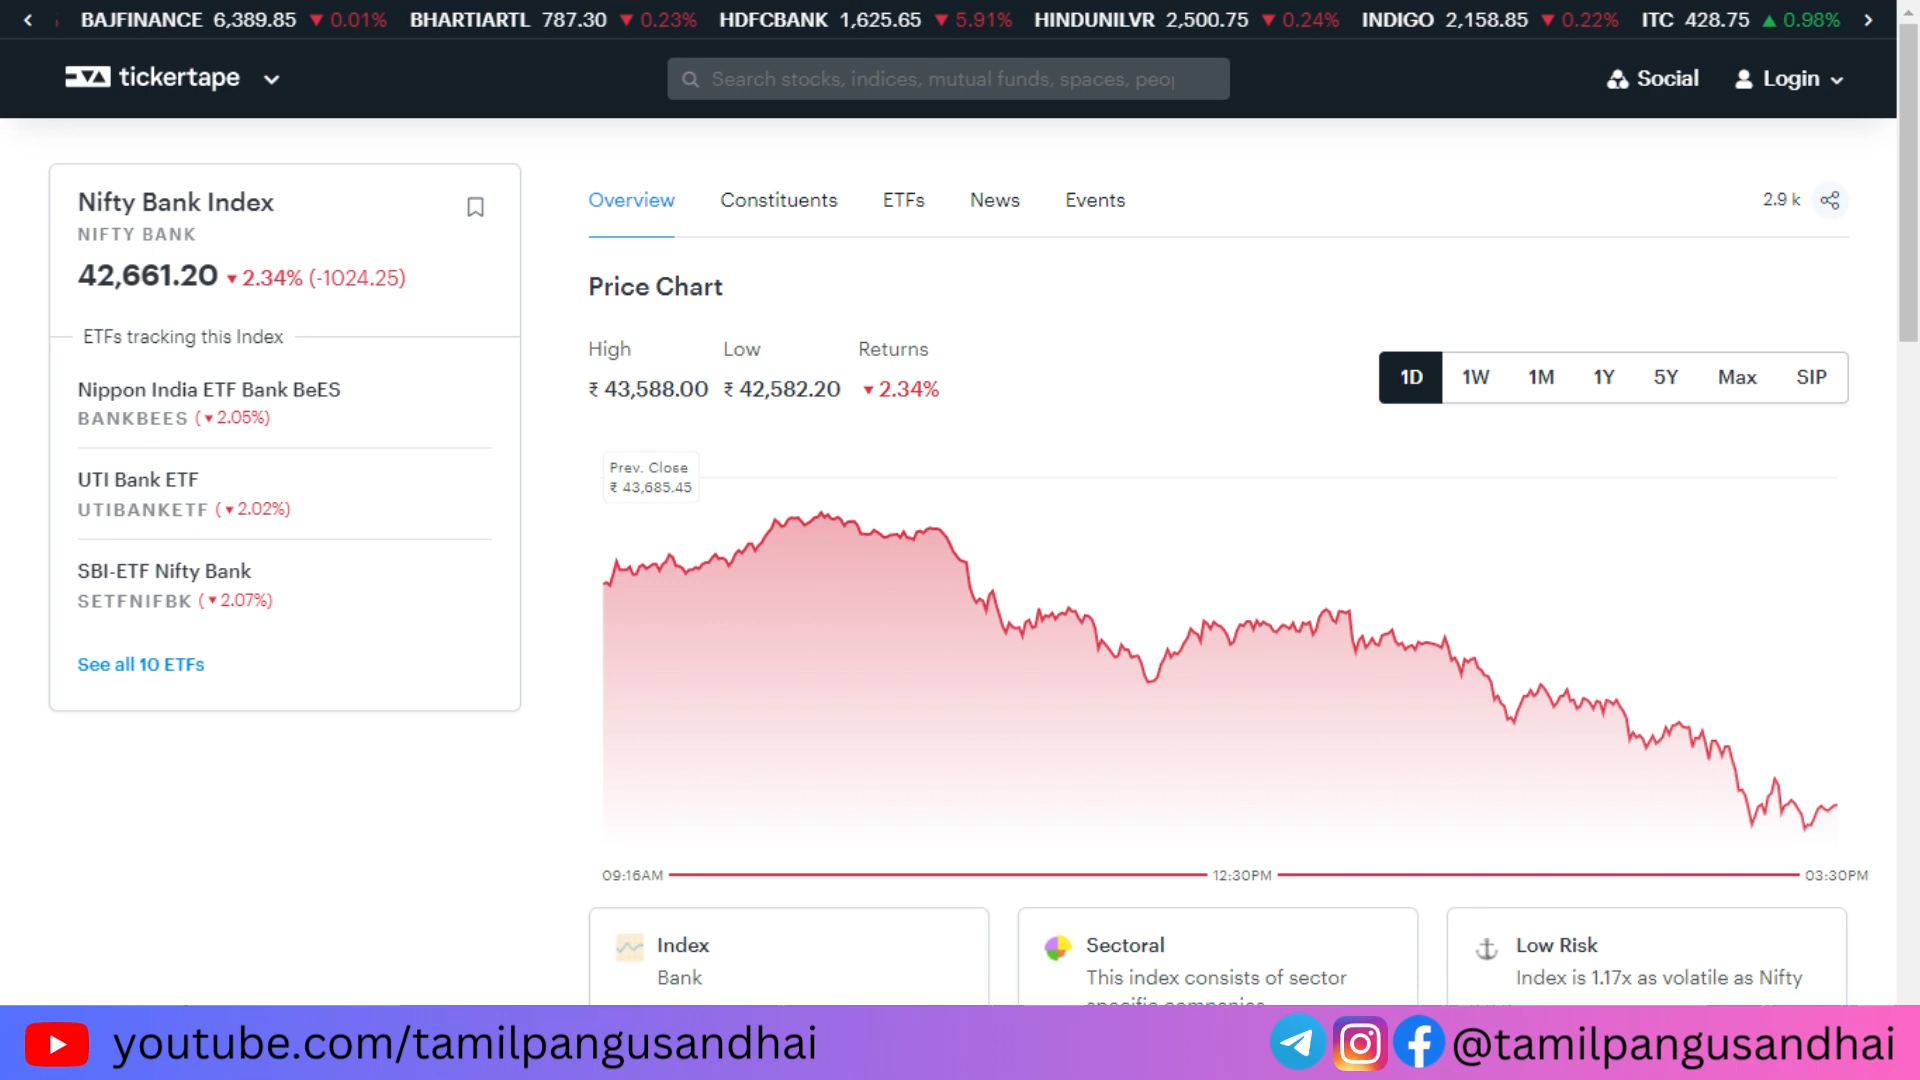 BAJFINANCE 6,389.85 ▼ 0.01% BHARTIARTL 787.30 ▼ 0.23% HDFCBANK 1,625.65 ▼ 5.91% HINDUNILVR 2,500.75 ▼ 0.24% INDIGO 2,158.85 ▼ 0.22% ITC 428.75 ▲ 0.98%
tickertape Search stocks, indices, mutual funds, spaces, peo Social Login
Nifty Bank Index
NIFTY BANK
42,661.20 ▼ 2.34% (-1024.25)
ETFs tracking this Index
Nippon India ETF Bank BeES
BANKBEES (▼ 2.05%)
UTI Bank ETF
UTIBANKETF (▼ 2.02%)
SBI-ETF Nifty Bank
SETFNIFBK (▼ 2.07%)
See all 10 ETFs
Overview Constituents ETFs News Events 2.9 k
Price Chart
High Low Returns
₹ 43,588.00 ₹ 42,582.20 ▼ 2.34%
1D 1W 1M 1Y 5Y Max SIP
Prev. Close
₹ 43,685.45
09:16AM 12:30PM 03:30PM
Index
Bank
Sectoral
This index consists of sector
specific companies
Low Risk
Index is 1.17x as volatile as Nifty
youtube.com/tamilpangusandhai @tamilpangusandhai